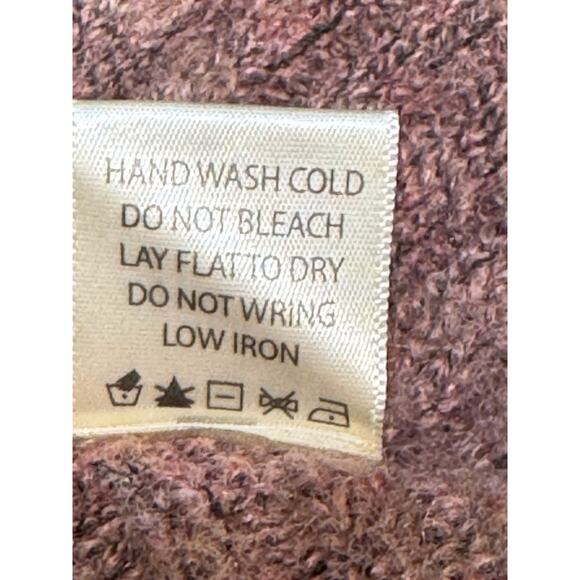 HAND WASH COLD
DO NOT BLEACH
LAY FLAT TO DRY
DO NOT WRING
LOW IRON